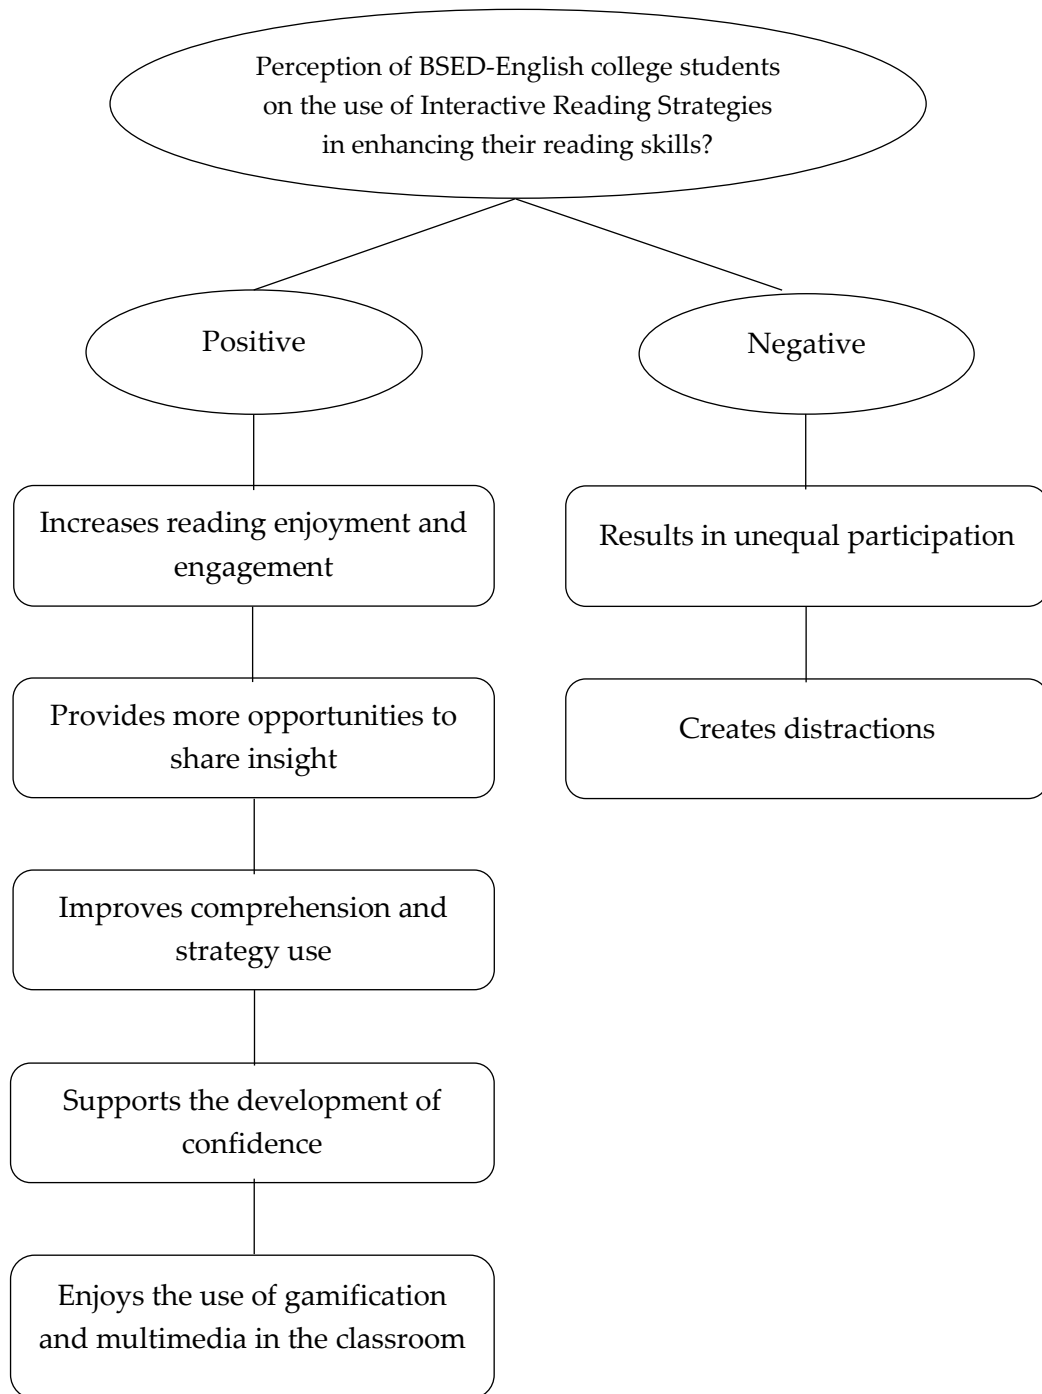 Perception of BSED-English college students
on the use of Interactive Reading Strategies
in enhancing their reading skills?
Positive
Negative
Increases reading enjoyment and
engagement
Results in unequal participation
Provides more opportunities to
share insight
Creates distractions
Improves comprehension and
strategy use
Supports the development of
confidence
Enjoys the use of gamification
and multimedia in the classroom